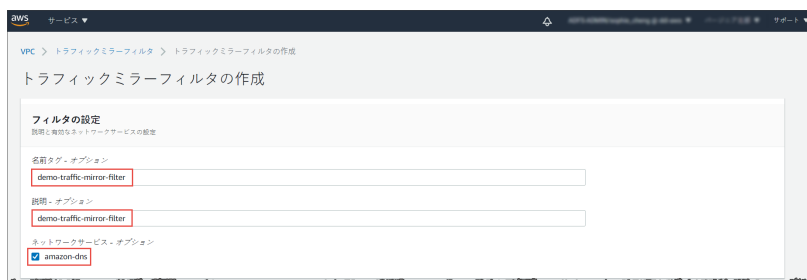 aws サービス サポート
VPC > トラフィックミラーフィルタ > トラフィックミラーフィルタの作成
トラフィックミラーフィルタの作成
フィルタの設定
説明と有効なネットワークサービスの設定
名前タグ - オプション
demo-traffic-mirror-filter
説明 - オプション
demo-traffic-mirror-filter
ネットワークサービス - オプション
amazon-dns